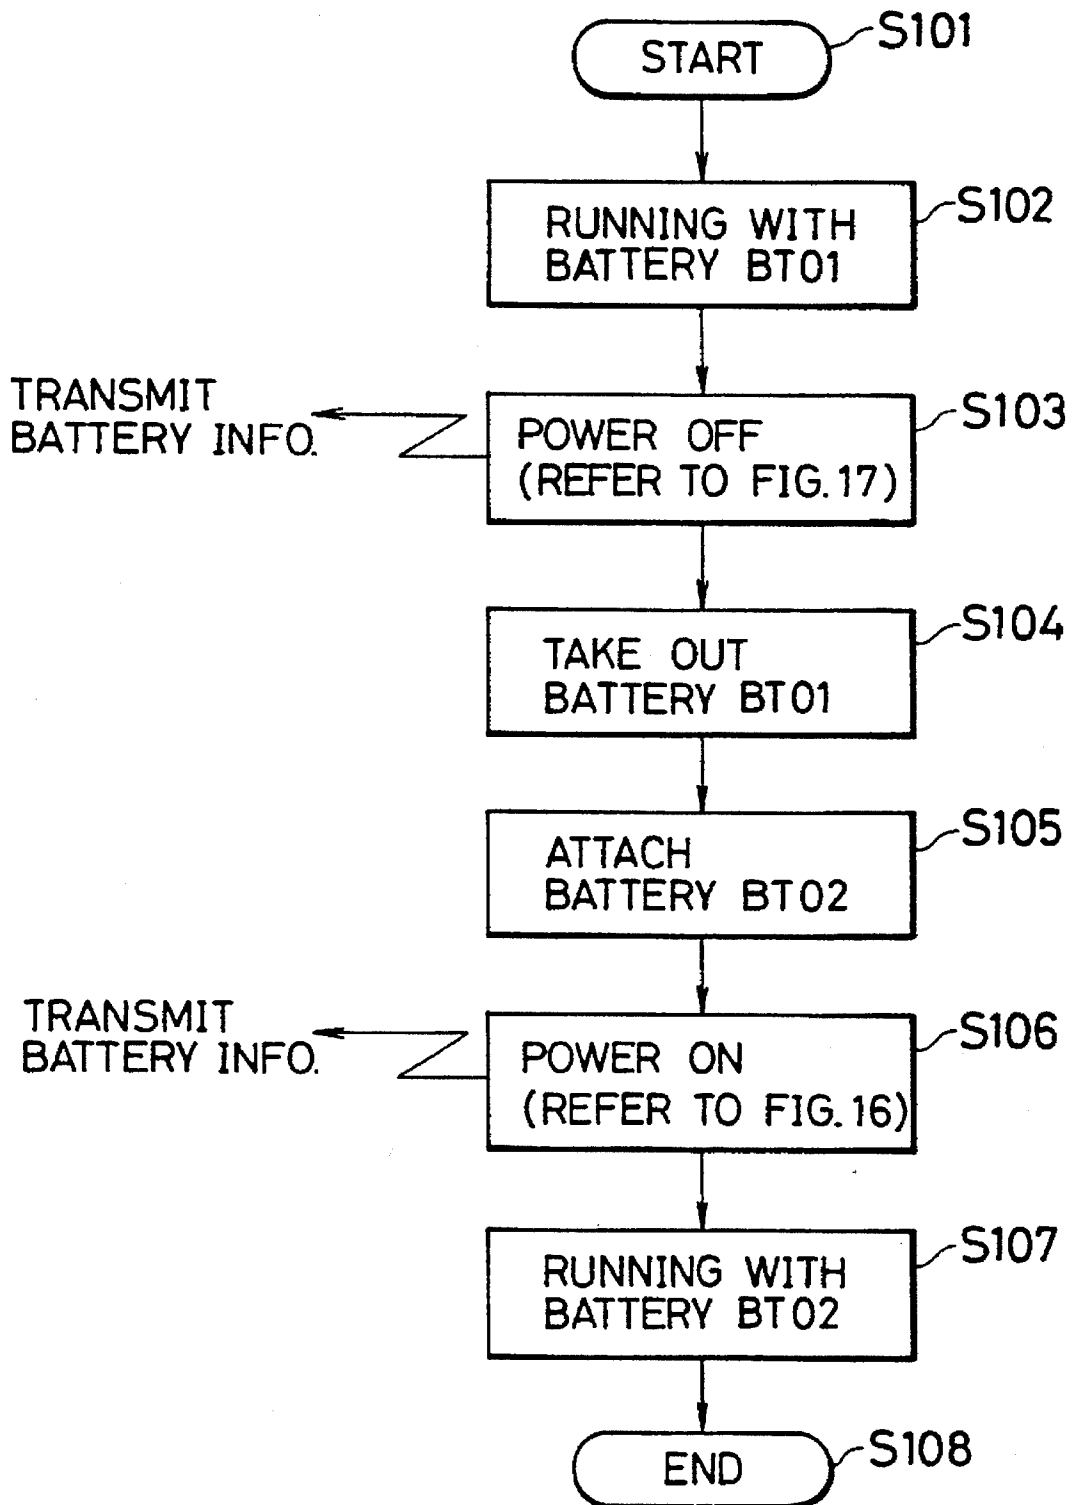 START
S101
RUNNING WITH
BATTERY BT01
S102
TRANSMIT
BATTERY INFO.
POWER OFF
(REFER TO FIG.17)
S103
TAKE OUT
BATTERY BT01
S104
ATTACH
BATTERY BT02
S105
TRANSMIT
BATTERY INFO.
POWER ON
(REFER TO FIG.16)
S106
RUNNING WITH
BATTERY BT02
S107
END
S108